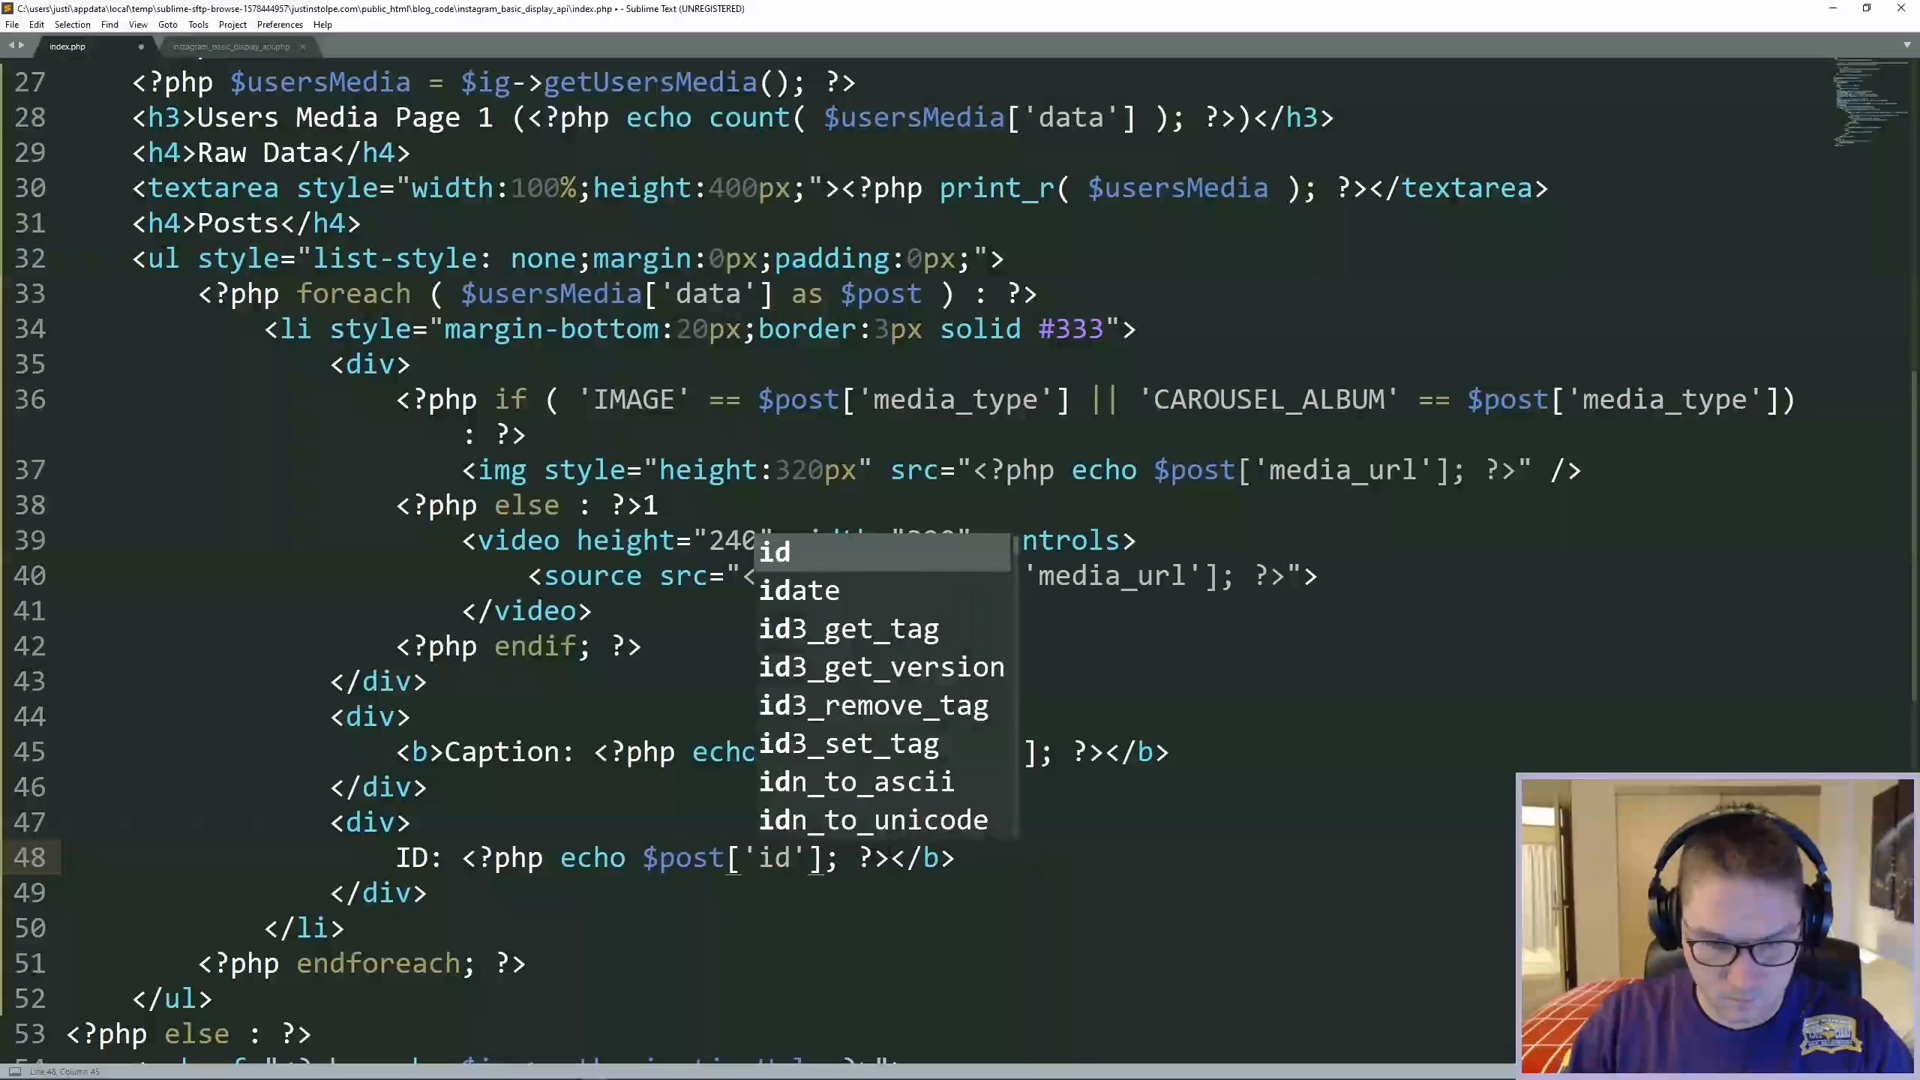 C:\users\justi\appdata\local\temp\sublime-sftp-browse-1578444957\justinstolpe.com\public_html\blog_code\instagram_basic_display_api\index.php • - Sublime Text (UNREGISTERED)
File Edit Selection Find View Goto Tools Project Preferences Help
index.php instagram_basic_display_api.php
27 <?php $usersMedia = $ig->getUsersMedia(); ?>
28 <h3>Users Media Page 1 (<?php echo count( $usersMedia['data'] ); ?>)</h3>
29 <h4>Raw Data</h4>
30 <textarea style="width:100%;height:400px;"><?php print_r( $usersMedia ); ?></textarea>
31 <h4>Posts</h4>
32 <ul style="list-style: none;margin:0px;padding:0px;">
33 <?php foreach ( $usersMedia['data'] as $post ) : ?>
34 <li style="margin-bottom:20px;border:3px solid #333">
35 <div>
36 <?php if ( 'IMAGE' == $post['media_type'] || 'CAROUSEL_ALBUM' == $post['media_type'])
: ?>
37 <img style="height:320px" src="<?php echo $post['media_url']; ?>" />
38 <?php else : ?>1
39 <video height="240 ntrols>
40 <source src="< 'media_url']; ?>">
41 </video>
42 <?php endif; ?>
43 </div>
44 <div>
45 <b>Caption: <?php echo ]; ?></b>
46 </div>
47 <div>
48 ID: <?php echo $post['id']; ?></b>
49 </div>
50 </li>
51 <?php endforeach; ?>
52 </ul>
53 <?php else : ?>
id
idate
id3_get_tag
id3_get_version
id3_remove_tag
id3_set_tag
idn_to_ascii
idn_to_unicode
Line 48, Column 45